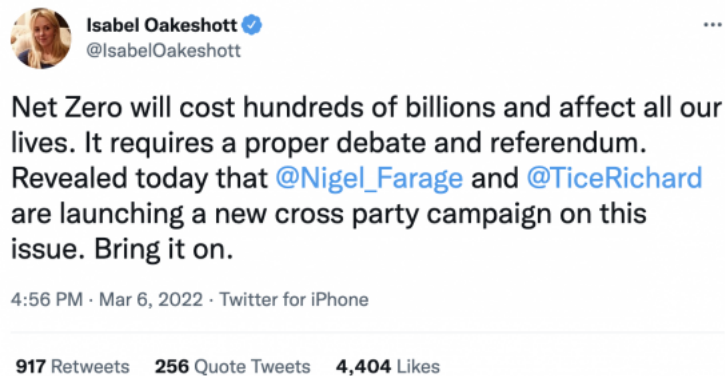 Isabel Oakeshott
@IsabelOakeshott
Net Zero will cost hundreds of billions and affect all our
lives. It requires a proper debate and referendum.
Revealed today that @Nigel_Farage and @TiceRichard
are launching a new cross party campaign on this
issue. Bring it on.
4:56 PM · Mar 6, 2022 · Twitter for iPhone
917 Retweets 256 Quote Tweets 4,404 Likes